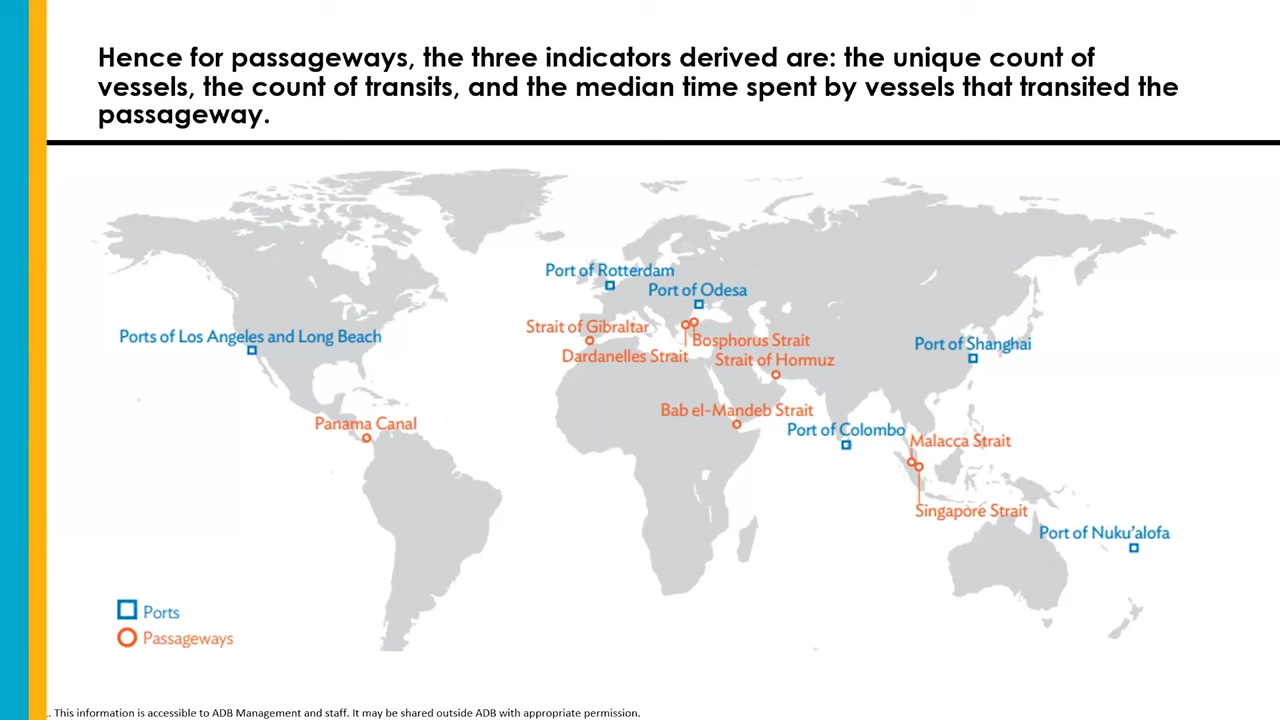 Hence for passageways, the three indicators derived are: the unique count of
vessels, the count of transits, and the median time spent by vessels that transited the
passageway.
Port of Rotterdam
Port of Odesa
Strait of Gibraltar
Ports of Los Angeles and Long Beach
Bosphorus Strait
Port of Shanghai
Dardanelles Strait
Strait of Hormuz
Bab el-Mandeb Strait
Panama Canal
Port of Colombo
Malacca Strait
Singapore Strait
Port of Nuku'alofa
Ports
Passageways
. This information is accessible to ADB Management and staff. It may be shared outside ADB with appropriate permission.